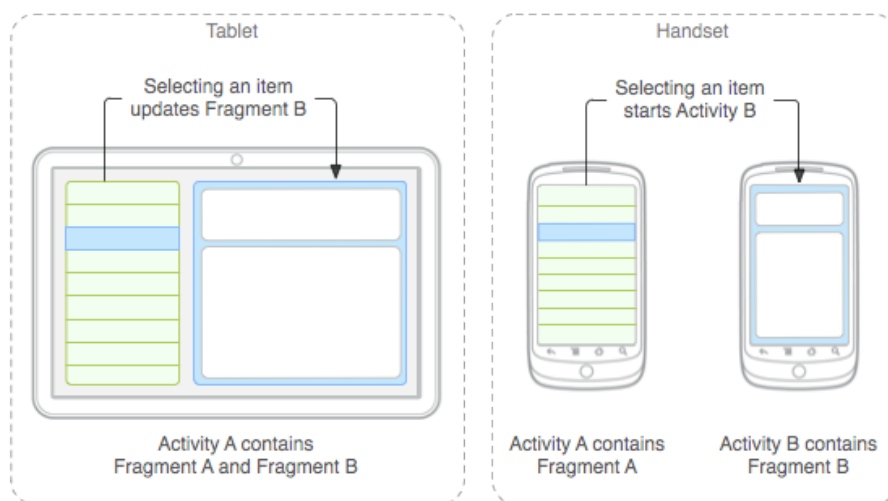 Tablet
Selecting an item
updates Fragment B
Activity A contains
Fragment A and Fragment B
Handset
Selecting an item
starts Activity B
Activity A contains
Fragment A
Activity B contains
Fragment B